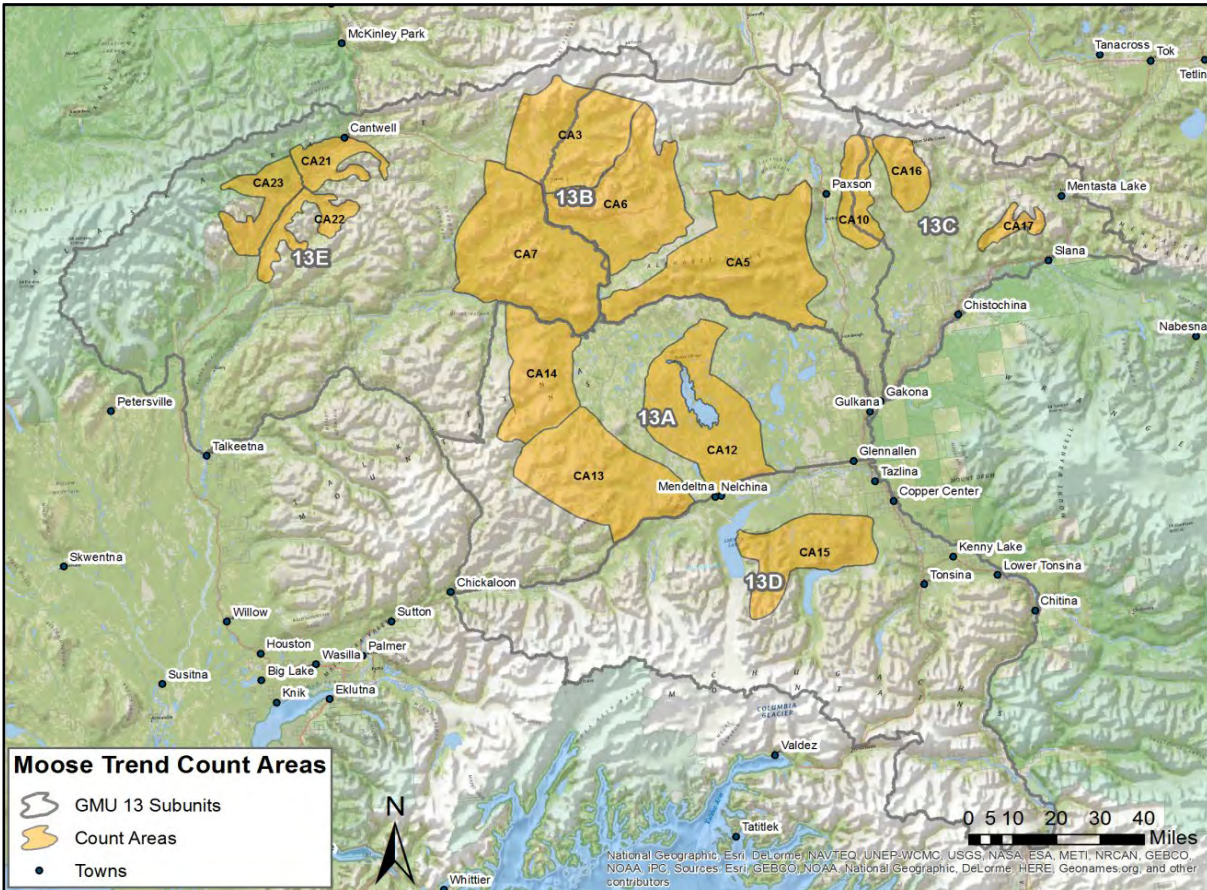 McKinley Park
Tanacross
Tok
Tetlin
Cantwell
CA3
CA21
CA23
CA16
Mentasta Lake
13B
Paxson
CA6
CA22
CA10
13C
CA17
13E
CA7
CA5
Slana
Chistochina
Nabesna
CA14
Petersville
13A
Gakona
Gulkana
Talkeetna
CA12
Glennallen
CA13
Tazlina
Mendeltna
Nelchina
Copper Center
CA15
Kenny Lake
Skwentna
13D
Lower Tonsina
Tonsina
Chickaloon
Chitina
Willow
Sutton
Houston
Palmer
Wasilla
Big Lake
Susitna
Knik
Eklutna
COLUMBIA
GLACIER
Valdez
Tatitlek
Whittier
Moose Trend Count Areas
GMU 13 Subunits
Count Areas
Towns
N
0 5 10 20 30 40
Miles
National Geographic, Esri, DeLorme, NAVTEQ, UNEP-WCMC, USGS, NASA, ESA, METI, NRCAN, GEBCO,
NOAA, iPC, Sources: Esri, GEBCO, NOAA, National Geographic, DeLorme, HERE, Geonames.org, and other
contributors